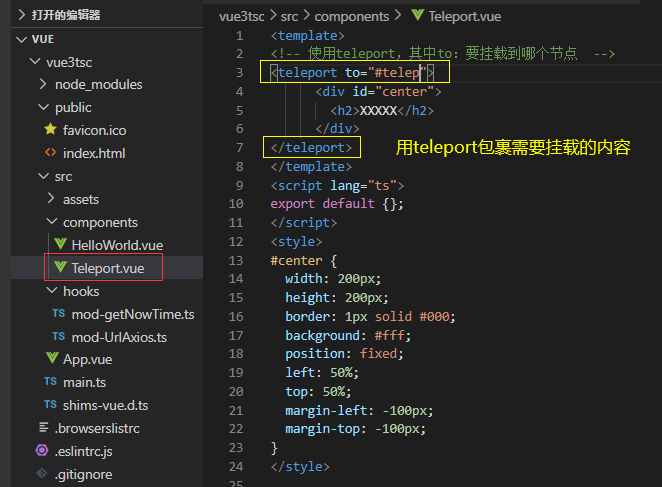 打开的编辑器
VUE
vue3tsc
node_modules
public
favicon.ico
index.html
src
assets
components
HelloWorld.vue
Teleport.vue
hooks
TS mod-getNowTime.ts
TS mod-UrlAxios.ts
App.vue
TS main.ts
TS shims-vue.d.ts
.browserslistrc
.eslintrc.js
.gitignore
vue3tsc > src > components > Teleport.vue
1 <template>
2 <!-- 使用teleport，其中to：要挂载到哪个节点 -->
3 <teleport to="#telep">
4 <div id="center">
5 <h2>XXXXX</h2>
6 </div>
7 </teleport>
用teleport包裹需要挂载的内容
8 </template>
9 <script lang="ts">
10 export default {};
11 </script>
12 <style>
13 #center {
14 width: 200px;
15 height: 200px;
16 border: 1px solid #000;
17 background: #fff;
18 position: fixed;
19 left: 50%;
20 top: 50%;
21 margin-left: -100px;
22 margin-top: -100px;
23 }
24 </style>
25